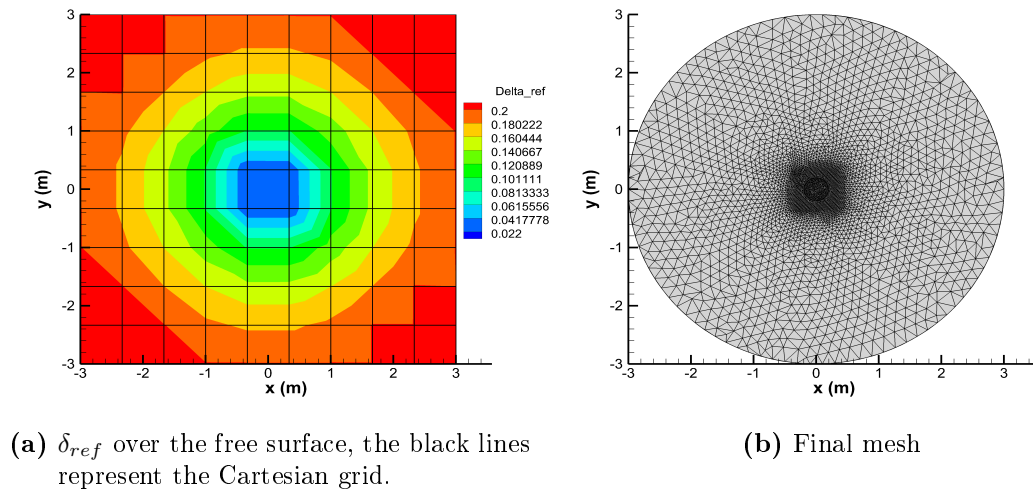 Delta_ref
0.2
0.180222
0.160444
0.140667
0.120889
0.101111
0.0813333
0.0615556
0.0417778
0.022
y (m)
3
2
1
0
-1
-2
-3
-3 -2 -1 0 1 2 3
x (m)
y (m)
3
2
1
0
-1
-2
-3
-3 -2 -1 0 1 2 3
x (m)
(a) δref over the free surface, the black lines
represent the Cartesian grid.
(b) Final mesh